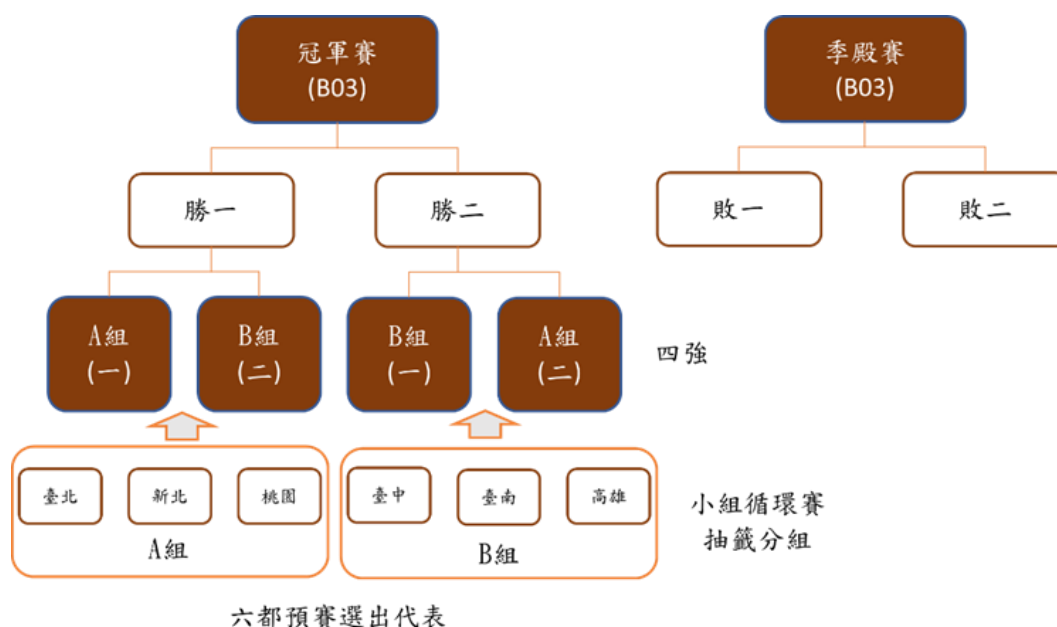 冠軍賽
(B03)
季殿賽
(B03)
勝一
勝二
敗一
敗二
A組
(一)
B組
(二)
B組
(一)
A組
(二)
四強
臺北
新北
桃園
A組
臺中
臺南
高雄
B組
小組循環賽
抽籤分組
六都預賽選出代表